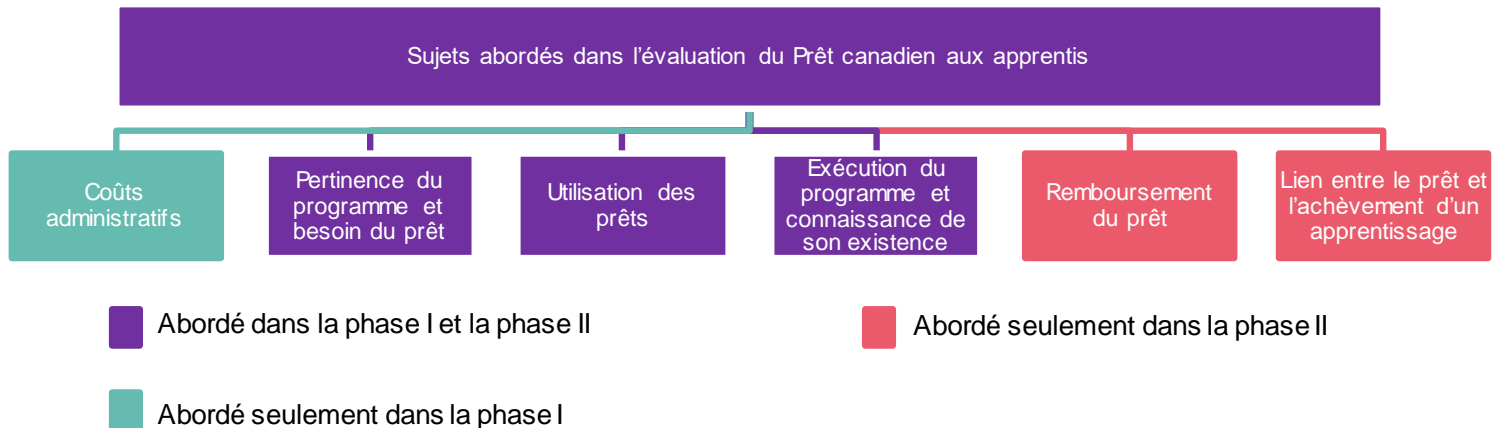 Sujets abordés dans l'évaluation du Prêt canadien aux apprentis
Coûts
administratifs
Pertinence du
programme et
besoin du prêt
Utilisation des
prêts
Exécution du
programme et
connaissance de
son existence
Remboursement
du prêt
Lien entre le prêt et
l'achèvement d'un
apprentissage
Abordé dans la phase I et la phase II
Abordé seulement dans la phase II
Abordé seulement dans la phase I